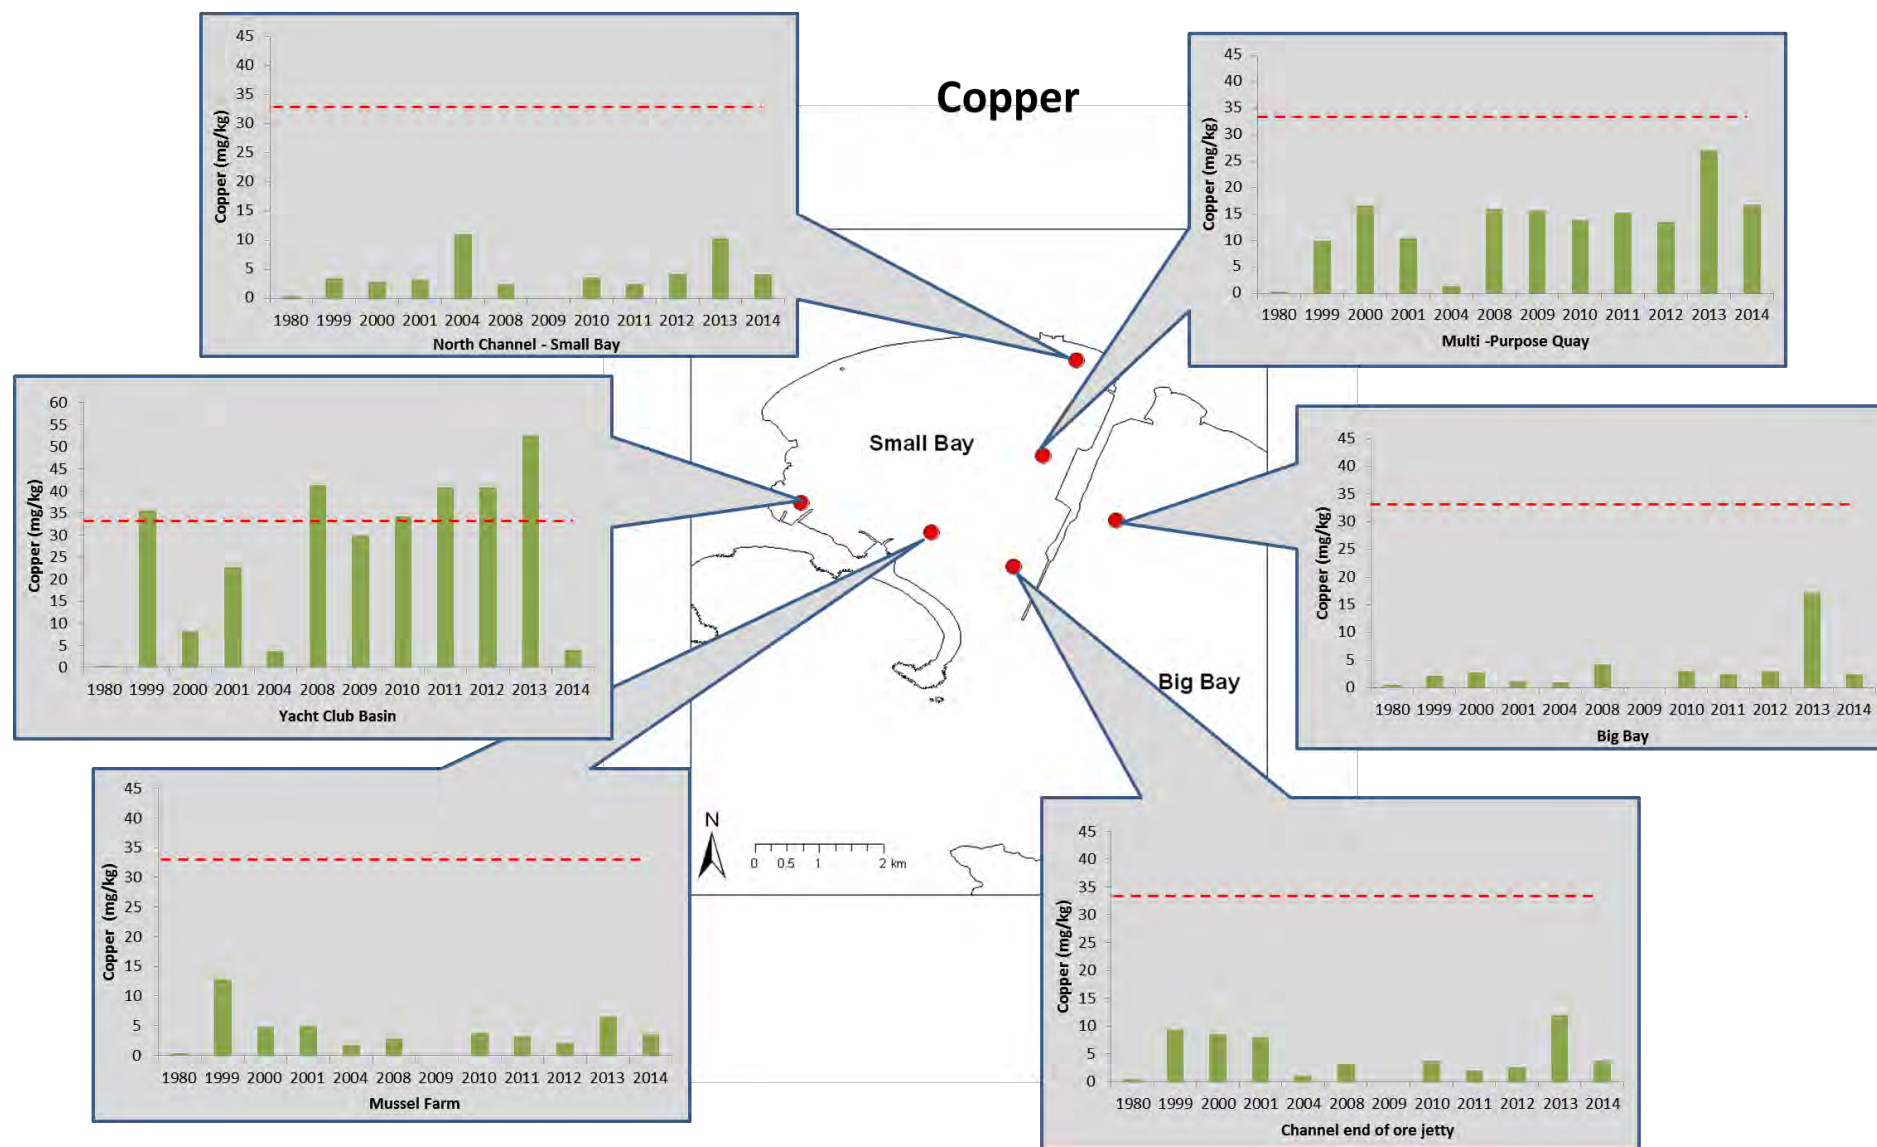 Copper
45
40
35
30
25
20
15
10
5
0
Copper (mg/kg)
1980 1999 2000 2001 2004 2008 2009 2010 2011 2012 2013 2014
North Channel - Small Bay
45
40
35
30
25
20
15
10
5
0
Copper (mg/kg)
1980 1999 2000 2001 2004 2008 2009 2010 2011 2012 2013 2014
Multi -Purpose Quay
60
55
50
45
40
35
30
25
20
15
10
5
0
Copper (mg/kg)
1980 1999 2000 2001 2004 2008 2009 2010 2011 2012 2013 2014
Yacht Club Basin
Small Bay
Big Bay
45
40
35
30
25
20
15
10
5
0
Copper (mg/kg)
1980 1999 2000 2001 2004 2008 2009 2010 2011 2012 2013 2014
Big Bay
45
40
35
30
25
20
15
10
5
0
Copper (mg/kg)
1980 1999 2000 2001 2004 2008 2009 2010 2011 2012 2013 2014
Mussel Farm
N
0 0.5 1 2 km
45
40
35
30
25
20
15
10
5
0
Copper (mg/kg)
1980 1999 2000 2001 2004 2008 2009 2010 2011 2012 2013 2014
Channel end of ore jetty